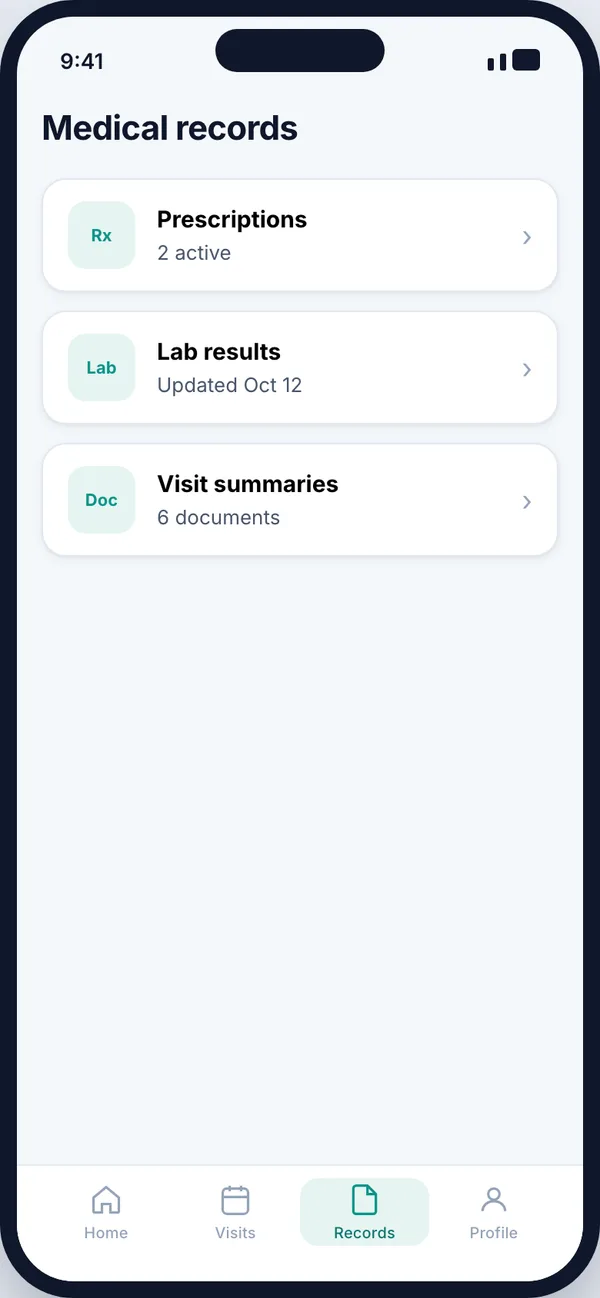 9:41
Medical records
Rx
Prescriptions
2 active
Lab
Lab results
Updated Oct 12
Doc
Visit summaries
6 documents
Home
Visits
Records
Profile